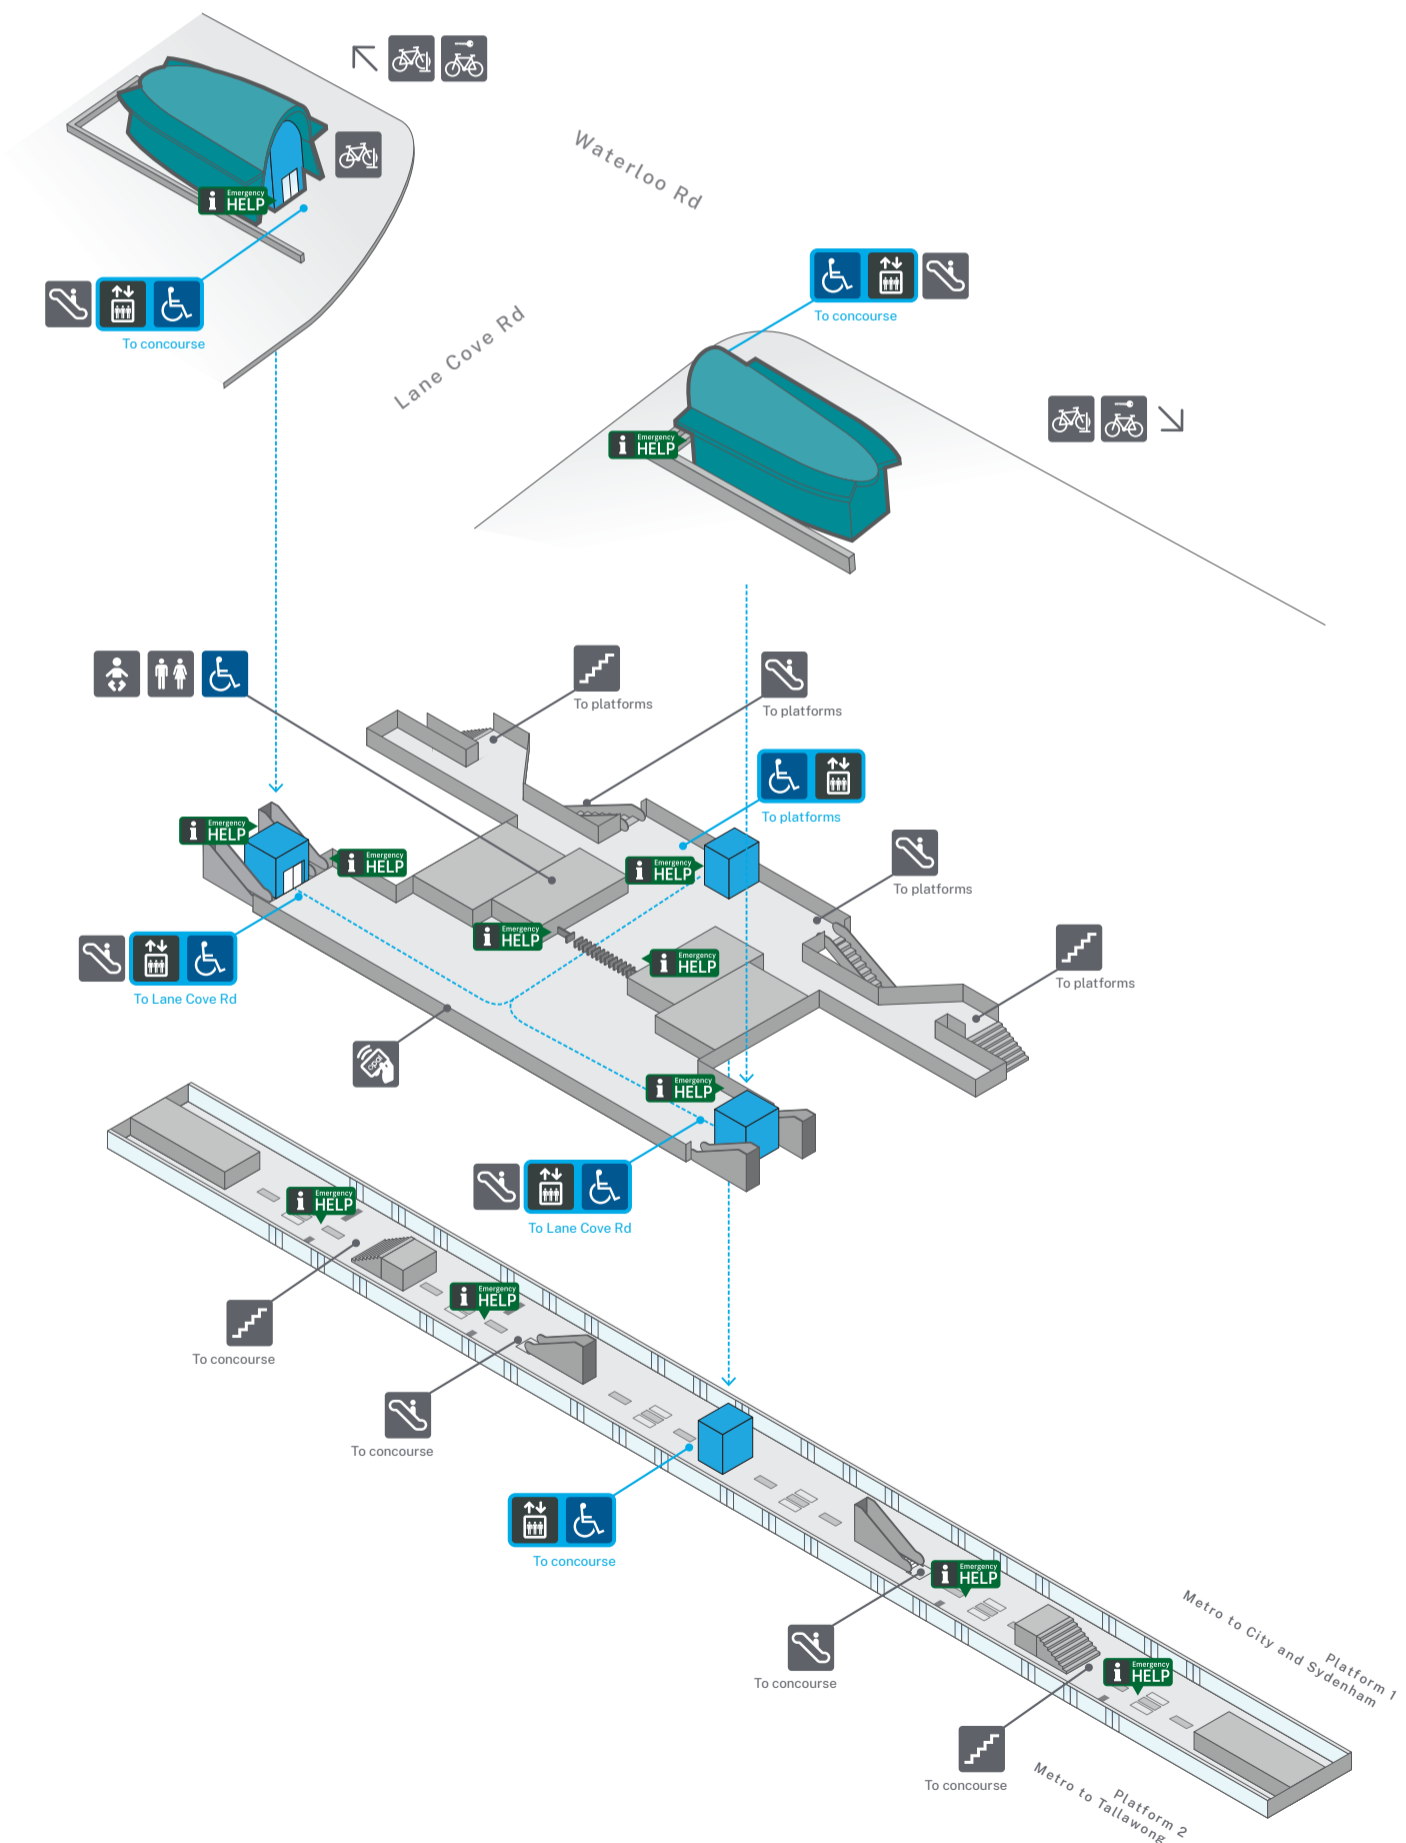 Waterloo Rd
Emergency
i HELP
To concourse
To concourse
Lane Cove Rd
Emergency
i HELP
To platforms
To platforms
To platforms
Emergency
i HELP
Emergency
i HELP
Emergency
i HELP
To platforms
Emergency
i HELP
Emergency
i HELP
To platforms
To Lane Cove Rd
opal
Emergency
i HELP
Emergency
i HELP
To Lane Cove Rd
Emergency
i HELP
To concourse
To concourse
To concourse
Emergency
i HELP
Emergency
i HELP
To concourse
To concourse
Platform 1
Metro to City and Sydenham
Platform 2
Metro to Tallawong